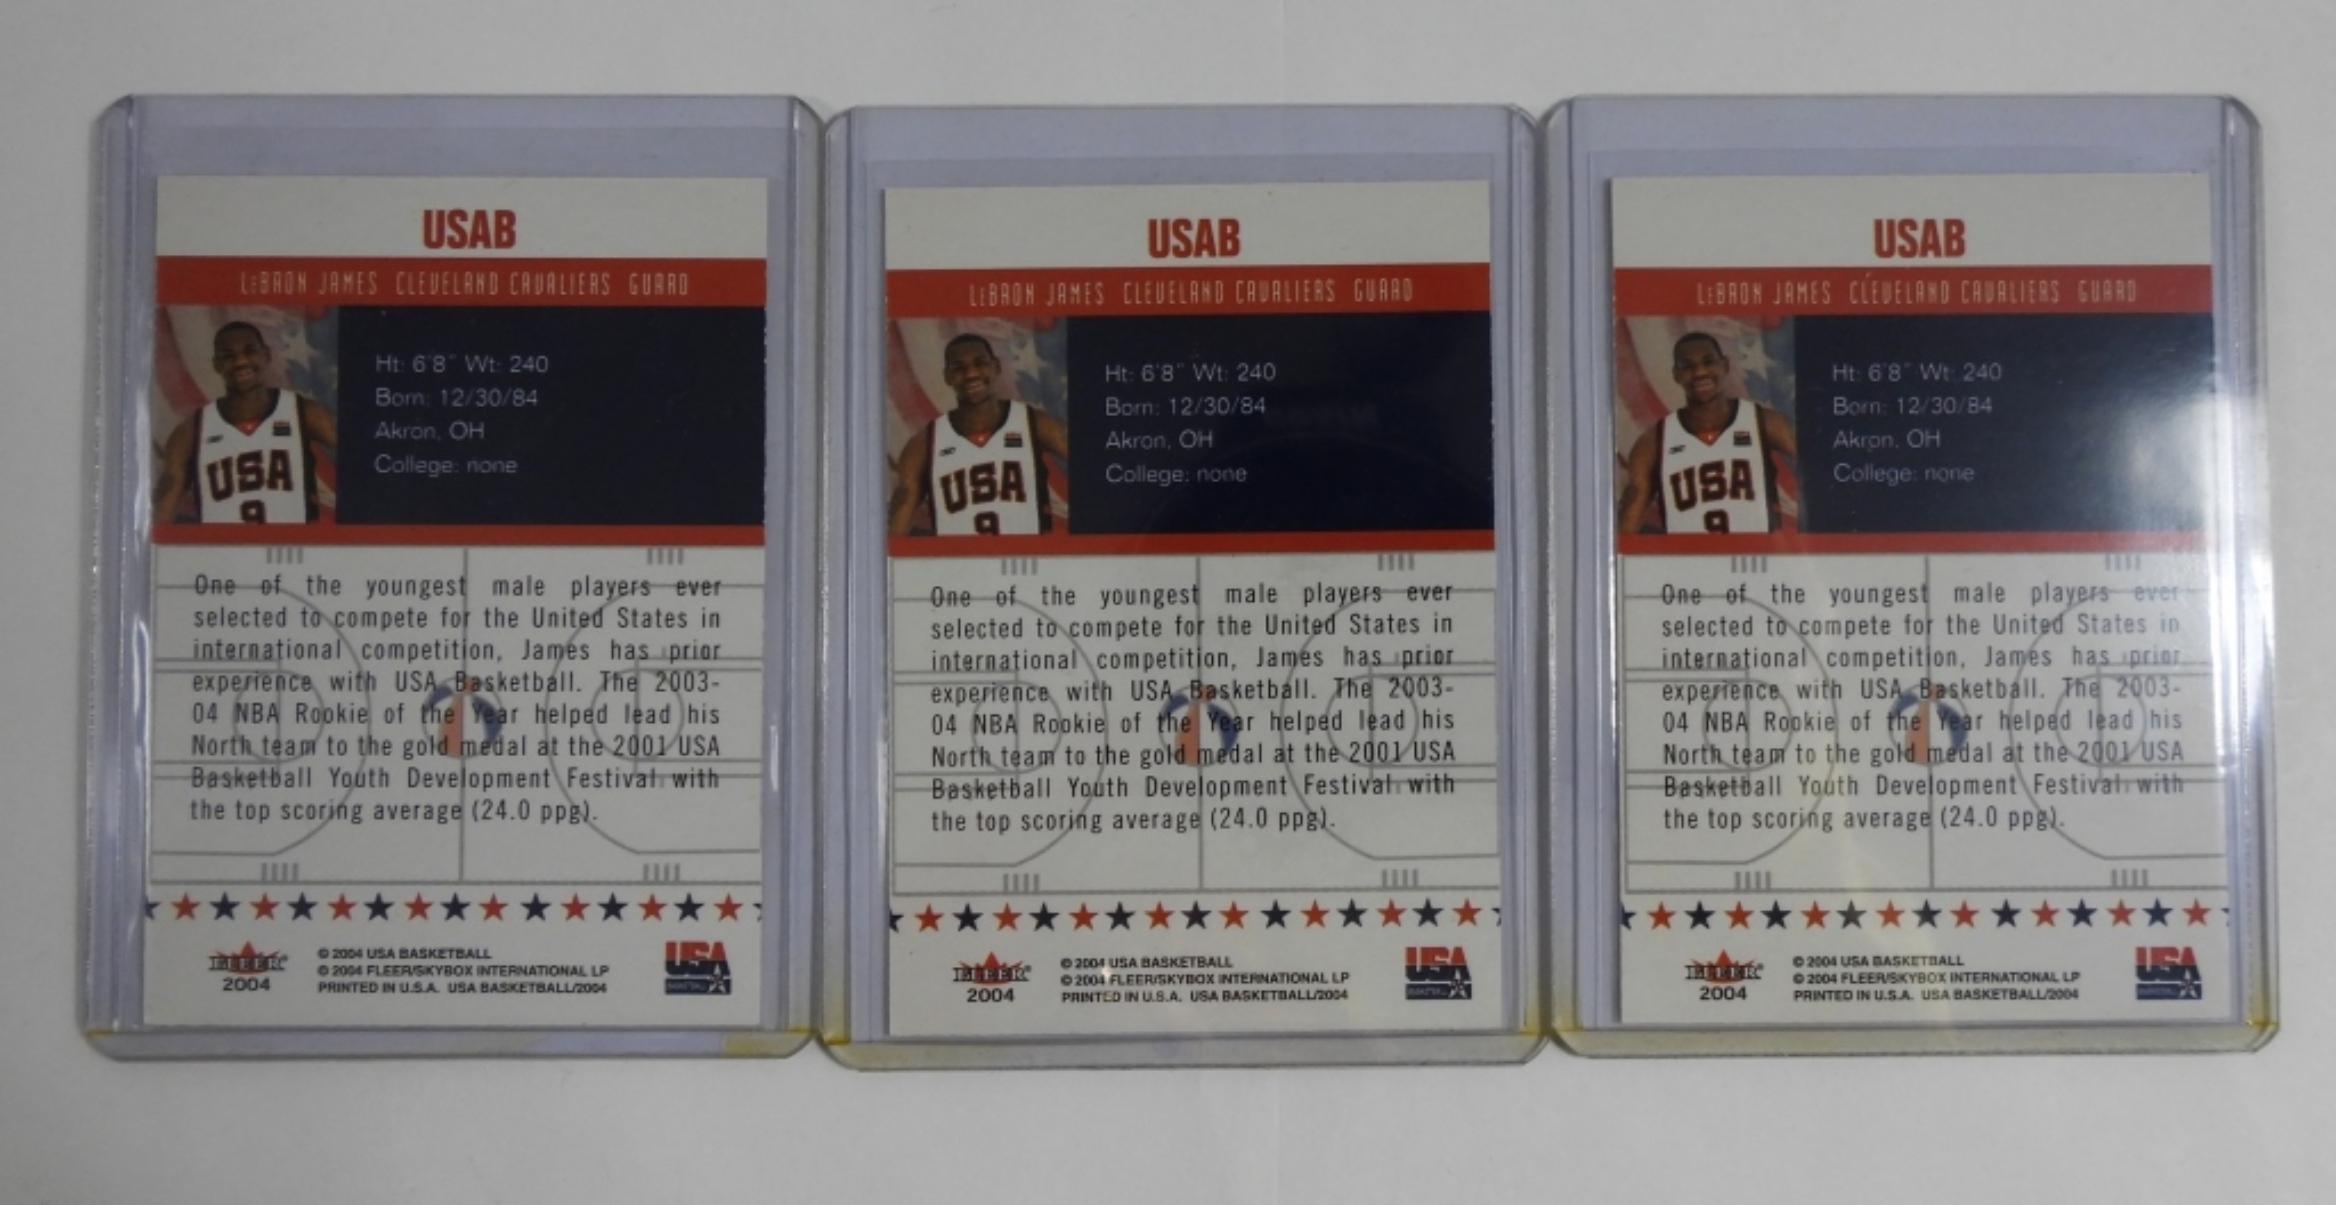 USAB
LeBRON JAMES CLEVELAND CAVALIERS GUARD
Ht: 6'8" Wt: 240
Born: 12/30/84
Akron, OH
College: none
USA
9
One of the youngest male players ever
selected to compete for the United States in
international competition, James has prior
experience with USA Basketball. The 2003-
04 NBA Rookie of the Year helped lead his
North team to the gold medal at the 2001 USA
Basketball Youth Development Festival with
the top scoring average (24.0 ppg).
FLEER
2004
© 2004 USA BASKETBALL
© 2004 FLEER/SKYBOX INTERNATIONAL LP
PRINTED IN U.S.A. USA BASKETBALL/2004
USA
BASKETBALL
USAB
LeBRON JAMES CLEVELAND CAVALIERS GUARD
Ht: 6'8" Wt: 240
Born: 12/30/84
Akron, OH
College: none
USA
9
One of the youngest male players ever
selected to compete for the United States in
international competition, James has prior
experience with USA Basketball. The 2003-
04 NBA Rookie of the Year helped lead his
North team to the gold medal at the 2001 USA
Basketball Youth Development Festival with
the top scoring average (24.0 ppg).
FLEER
2004
© 2004 USA BASKETBALL
© 2004 FLEER/SKYBOX INTERNATIONAL LP
PRINTED IN U.S.A. USA BASKETBALL/2004
USA
BASKETBALL
USAB
LeBRON JAMES CLEVELAND CAVALIERS GUARD
Ht: 6'8" Wt: 240
Born: 12/30/84
Akron, OH
College: none
USA
9
One of the youngest male players ever
selected to compete for the United States in
international competition, James has prior
experience with USA Basketball. The 2003-
04 NBA Rookie of the Year helped lead his
North team to the gold medal at the 2001 USA
Basketball Youth Development Festival with
the top scoring average (24.0 ppg).
FLEER
2004
© 2004 USA BASKETBALL
© 2004 FLEER/SKYBOX INTERNATIONAL LP
PRINTED IN U.S.A. USA BASKETBALL/2004
USA
BASKETBALL